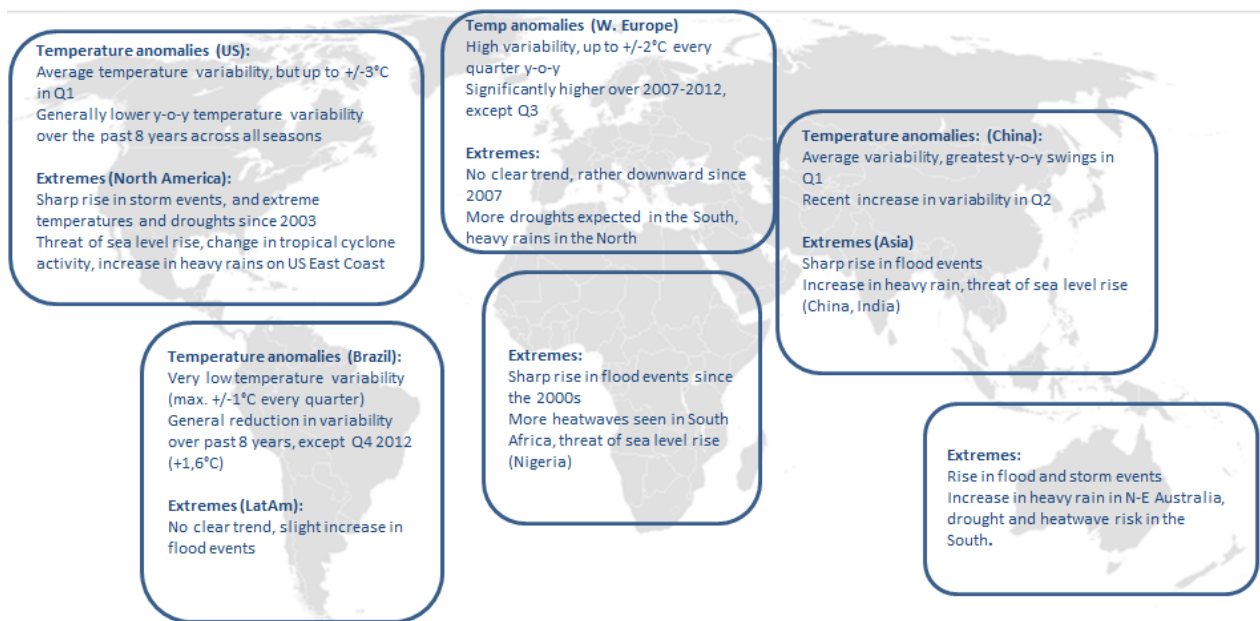 Temperature anomalies (US):
Average temperature variability, but up to +/-3°C
in Q1
Generally lower y-o-y temperature variability
over the past 8 years across all seasons
Extremes (North America):
Sharp rise in storm events, and extreme
temperatures and droughts since 2003
Threat of sea level rise, change in tropical cyclone
activity, increase in heavy rains on US East Coast
Temp anomalies (W. Europe)
High variability, up to +/-2°C every
quarter y-o-y
Significantly higher over 2007-2012,
except Q3
Extremes:
No clear trend, rather downward since
2007
More droughts expected in the South,
heavy rains in the North
Temperature anomalies: (China):
Average variability, greatest y-o-y swings in
Q1
Recent increase in variability in Q2
Extremes (Asia)
Sharp rise in flood events
Increase in heavy rain, threat of sea level rise
(China, India)
Temperature anomalies (Brazil):
Very low temperature variability
(max. +/-1°C every quarter)
General reduction in variability
over past 8 years, except Q4 2012
(+1,6°C)
Extremes (LatAm):
No clear trend, slight increase in
flood events
Extremes:
Sharp rise in flood events since
the 2000s
More heatwaves seen in South
Africa, threat of sea level rise
(Nigeria)
Extremes:
Rise in flood and storm events
Increase in heavy rain in N-E Australia,
drought and heatwave risk in the
South.